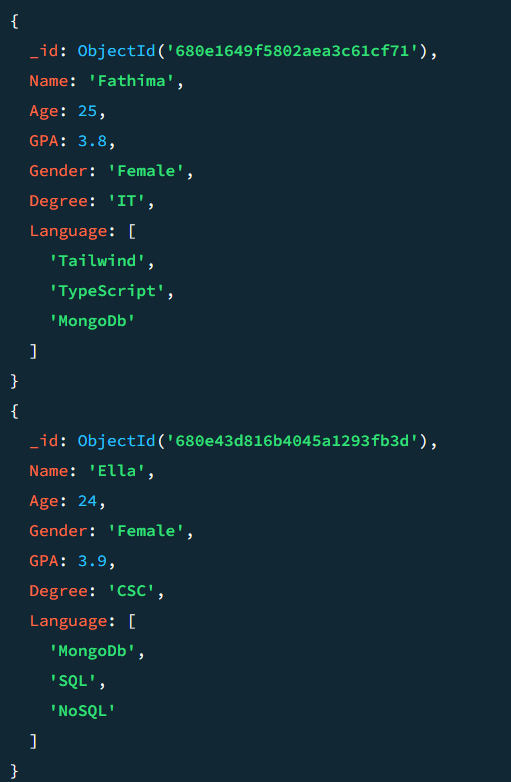 {
_id: ObjectId('680e1649f5802aea3c61cf71'),
Name: 'Fathima',
Age: 25,
GPA: 3.8,
Gender: 'Female',
Degree: 'IT',
Language: [
'Tailwind',
'TypeScript',
'MongoDb'
]
}
{
_id: ObjectId('680e43d816b4045a1293fb3d'),
Name: 'Ella',
Age: 24,
Gender: 'Female',
GPA: 3.9,
Degree: 'CSC',
Language: [
'MongoDb',
'SQL',
'NoSQL'
]
}